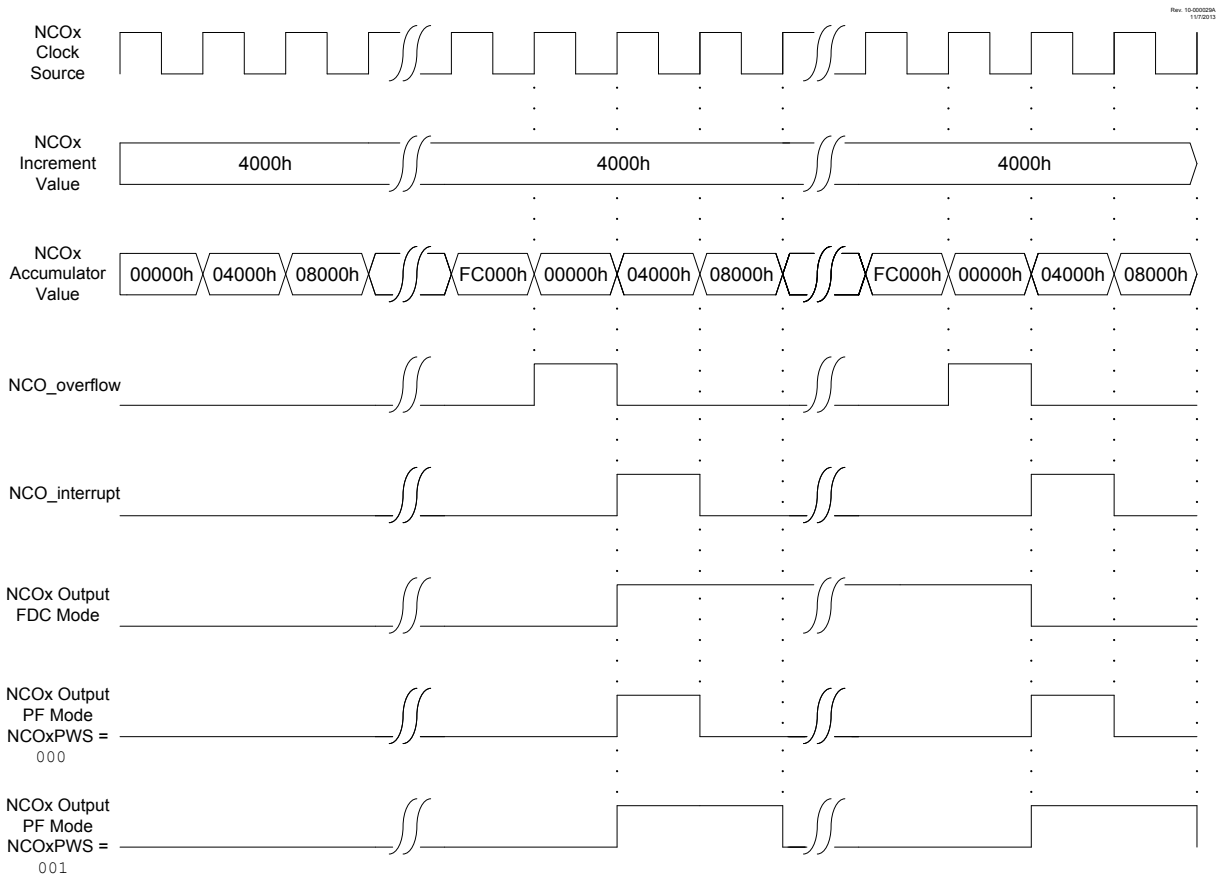 Rev. 10-000029A
11/7/2013
NCOx
Clock
Source
NCOx
Increment
Value
4000h
4000h
4000h
NCOx
Accumulator
Value
00000h 04000h 08000h FC000h 00000h 04000h 08000h FC000h 00000h 04000h 08000h
NCO_overflow
NCO_interrupt
NCOx Output
FDC Mode
NCOx Output
PF Mode
NCOxPWS =
000
NCOx Output
PF Mode
NCOxPWS =
001